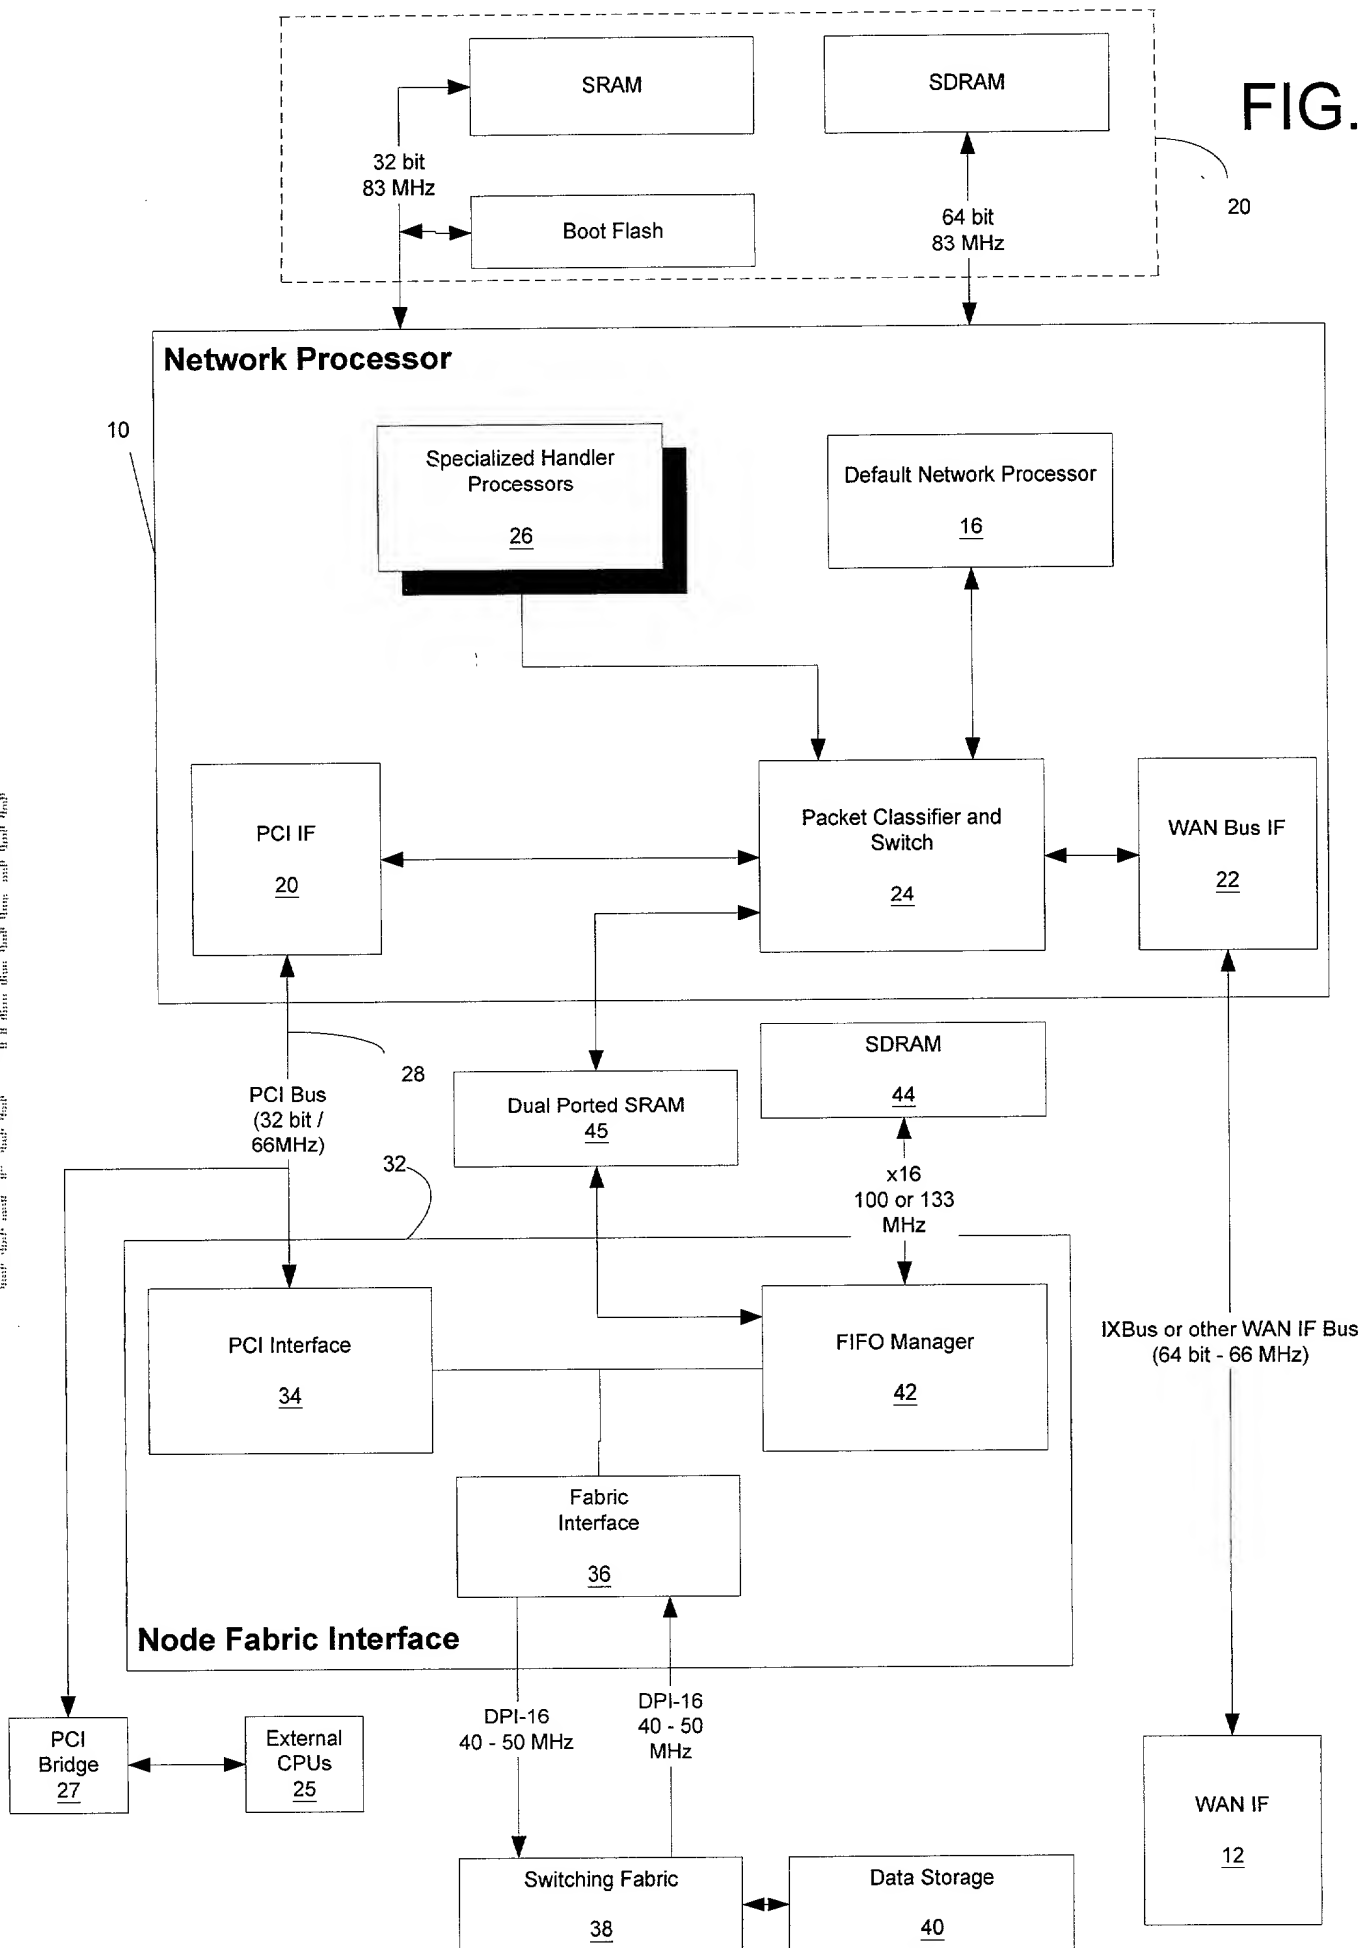 SRAM
SDRAM
FIG.
32 bit
83 MHz
20
64 bit
83 MHz
Boot Flash
Network Processor
10
Specialized Handler
Processors
26
Default Network Processor
16
PCI IF
20
Packet Classifier and
Switch
24
WAN Bus IF
22
28
PCI Bus
(32 bit /
66MHz)
Dual Ported SRAM
45
SDRAM
44
32
x16
100 or 133
MHz
PCI Interface
34
FIFO Manager
42
IXBus or other WAN IF Bus
(64 bit - 66 MHz)
Fabric
Interface
36
Node Fabric Interface
DPI-16
40 - 50 MHz
DPI-16
40 - 50
MHz
PCI
Bridge
27
External
CPUs
25
WAN IF
12
Switching Fabric
38
Data Storage
40